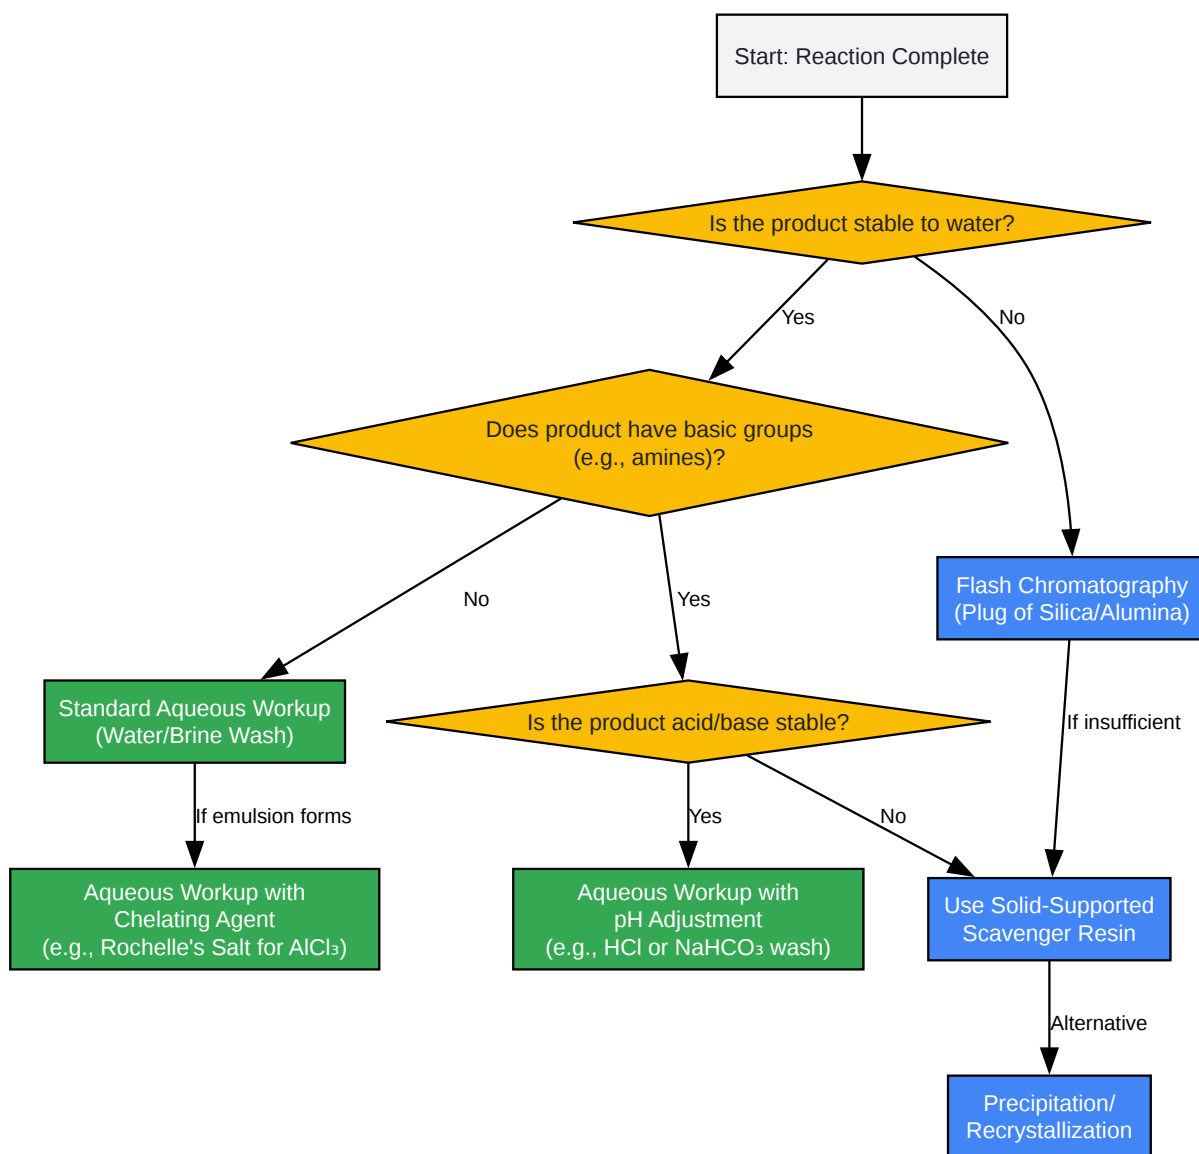 Start: Reaction Complete
Is the product stable to water?
Yes
No
Does product have basic groups
(e.g., amines)?
No
Yes
Flash Chromatography
(Plug of Silica/Alumina)
Standard Aqueous Workup
(Water/Brine Wash)
Is the product acid/base stable?
If insufficient
If emulsion forms
Yes
No
Aqueous Workup with
Chelating Agent
(e.g., Rochelle's Salt for AlCl₃)
Aqueous Workup with
pH Adjustment
(e.g., HCl or NaHCO₃ wash)
Use Solid-Supported
Scavenger Resin
Alternative
Precipitation/
Recrystallization